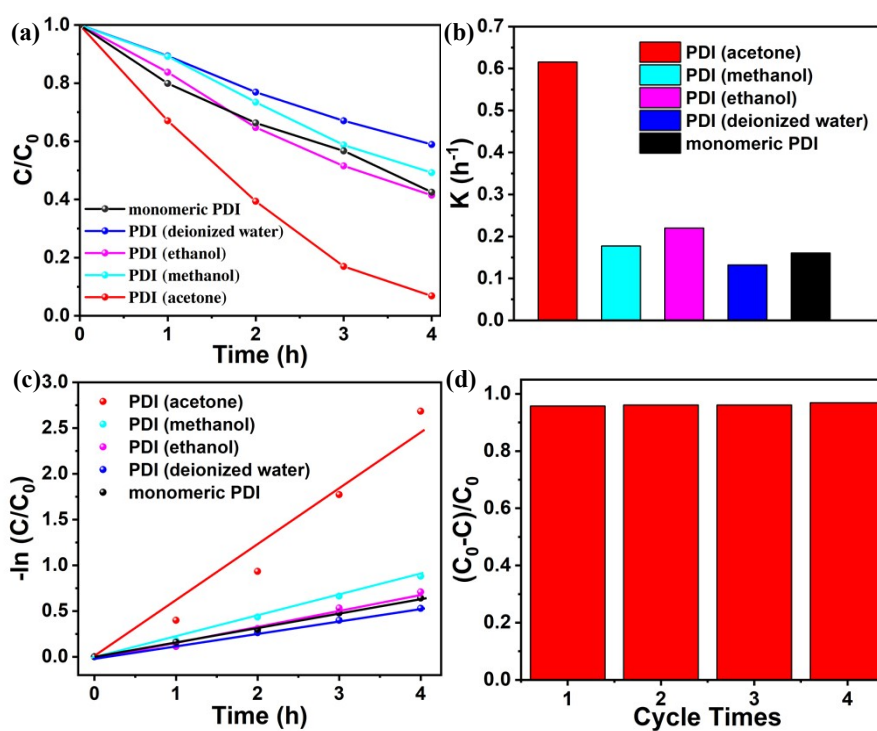 (a)
1.0
0.8
0.6
0.4
0.2
0.0
C/C₀
monomeric PDI
PDI (deionized water)
PDI (ethanol)
PDI (methanol)
PDI (acetone)
0 1 2 3 4
Time (h)
(b)
0.7
0.6
0.5
0.4
0.3
0.2
0.1
0.0
K (h⁻¹)
PDI (acetone)
PDI (methanol)
PDI (ethanol)
PDI (deionized water)
monomeric PDI
(c)
3.0
2.5
2.0
1.5
1.0
0.5
0.0
-ln (C/C₀)
PDI (acetone)
PDI (methanol)
PDI (ethanol)
PDI (deionized water)
monomeric PDI
0 1 2 3 4
Time (h)
(d)
1.0
0.8
0.6
0.4
0.2
0.0
(C₀-C)/C₀
1 2 3 4
Cycle Times